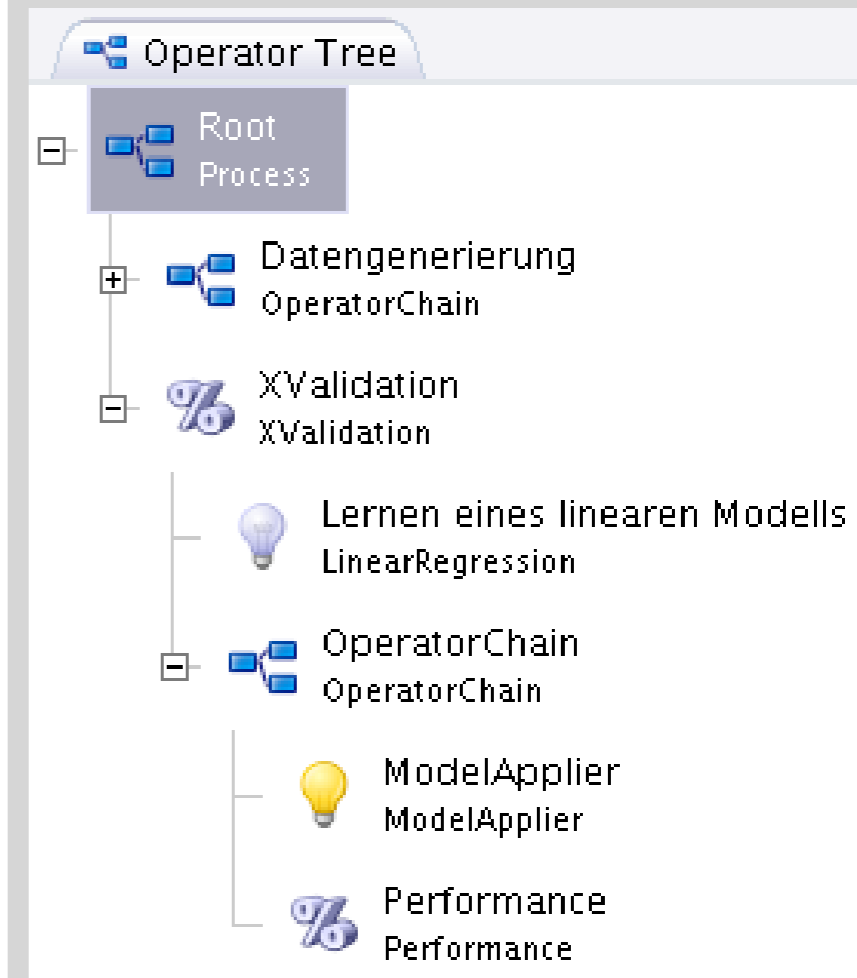 Operator Tree
Root
Process
Datengenerierung
OperatorChain
XValidation
XValidation
Lernen eines linearen Modells
LinearRegression
OperatorChain
OperatorChain
ModelApplier
ModelApplier
Performance
Performance